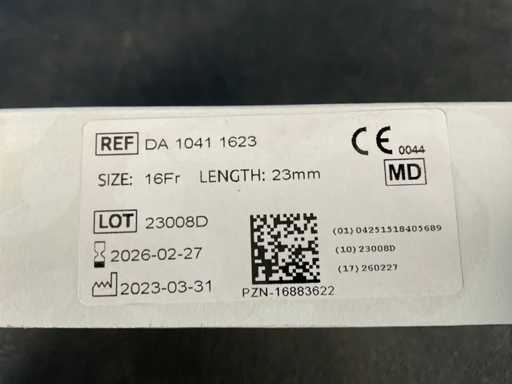 REF DA 1041 1623
CE 0044
SIZE: 16Fr LENGTH: 23mm
MD
LOT 23008D
2026-02-27
2023-03-31
(01) 04251518405689
(10) 23008D
(17) 260227
PZN-16883622